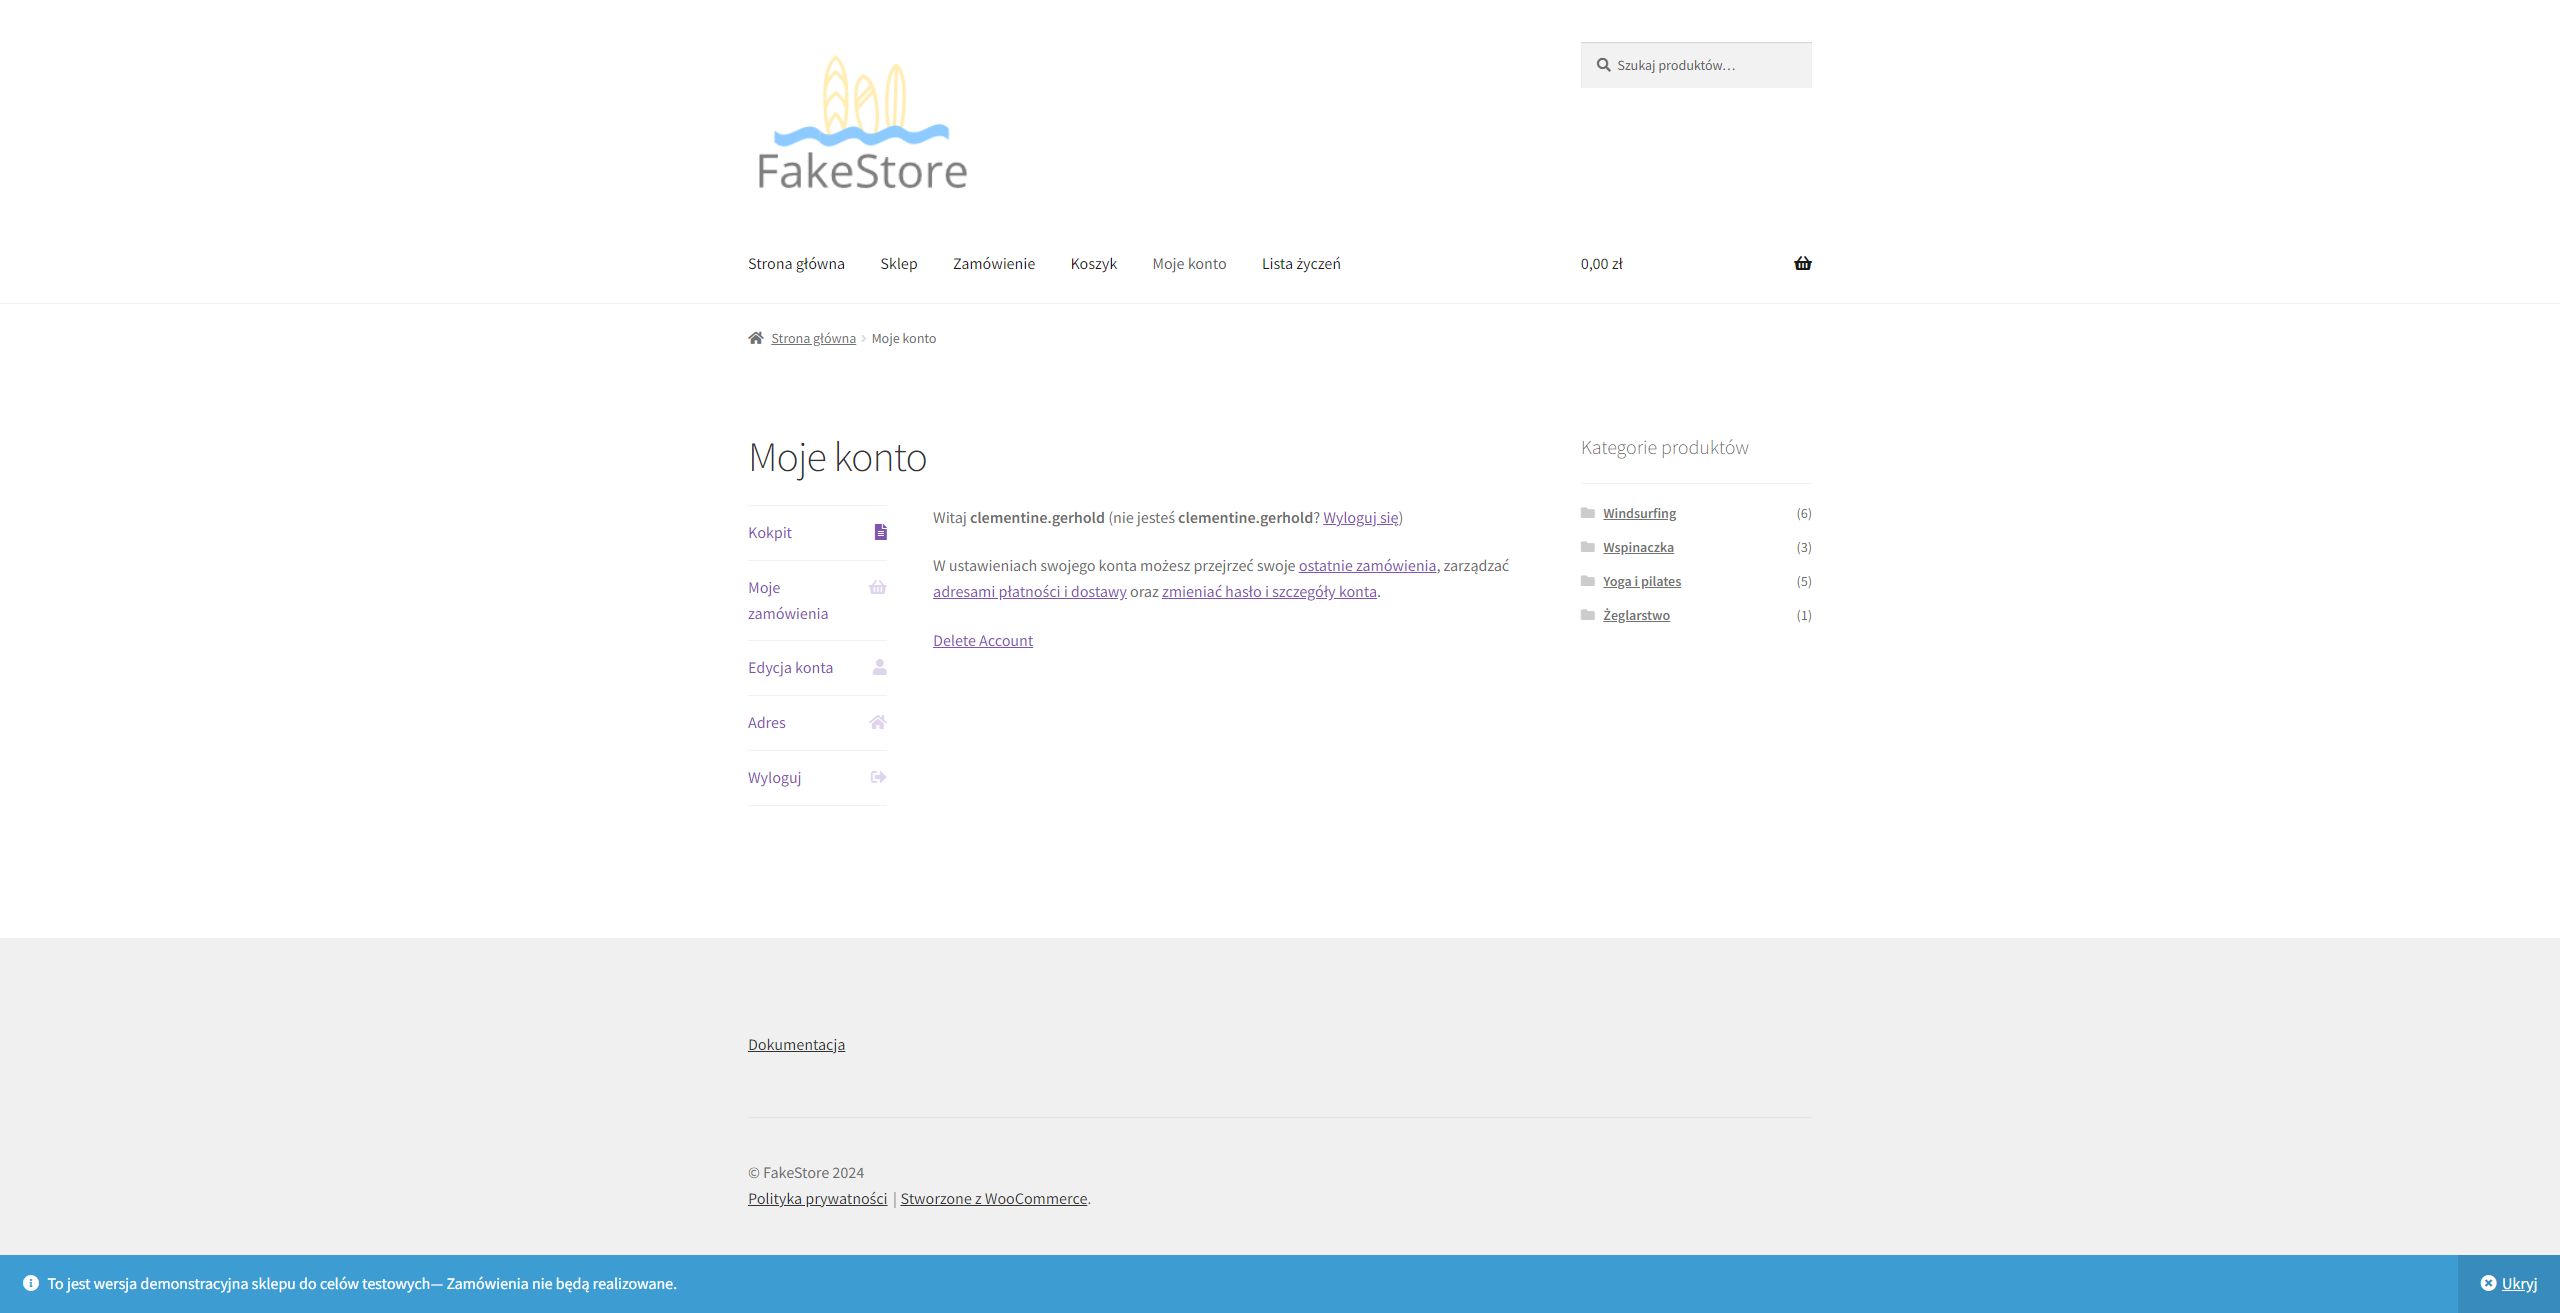 FakeStore
Szukaj produktów…
Strona główna Sklep Zamówienie Koszyk Moje konto Lista życzeń 0,00 zł
Strona główna › Moje konto
Moje konto
Kokpit
Moje
zamówienia
Edycja konta
Adres
Wyloguj
Witaj clementine.gerhold (nie jesteś clementine.gerhold? Wyloguj się)
W ustawieniach swojego konta możesz przejrzeć swoje ostatnie zamówienia, zarządzać
adresami płatności i dostawy oraz zmieniać hasło i szczegóły konta.
Delete Account
Kategorie produktów
Windsurfing (6)
Wspinaczka (3)
Yoga i pilates (5)
Żeglarstwo (1)
Dokumentacja
© FakeStore 2024
Polityka prywatności | Stworzone z WooCommerce.
To jest wersja demonstracyjna sklepu do celów testowych— Zamówienia nie będą realizowane. Ukryj